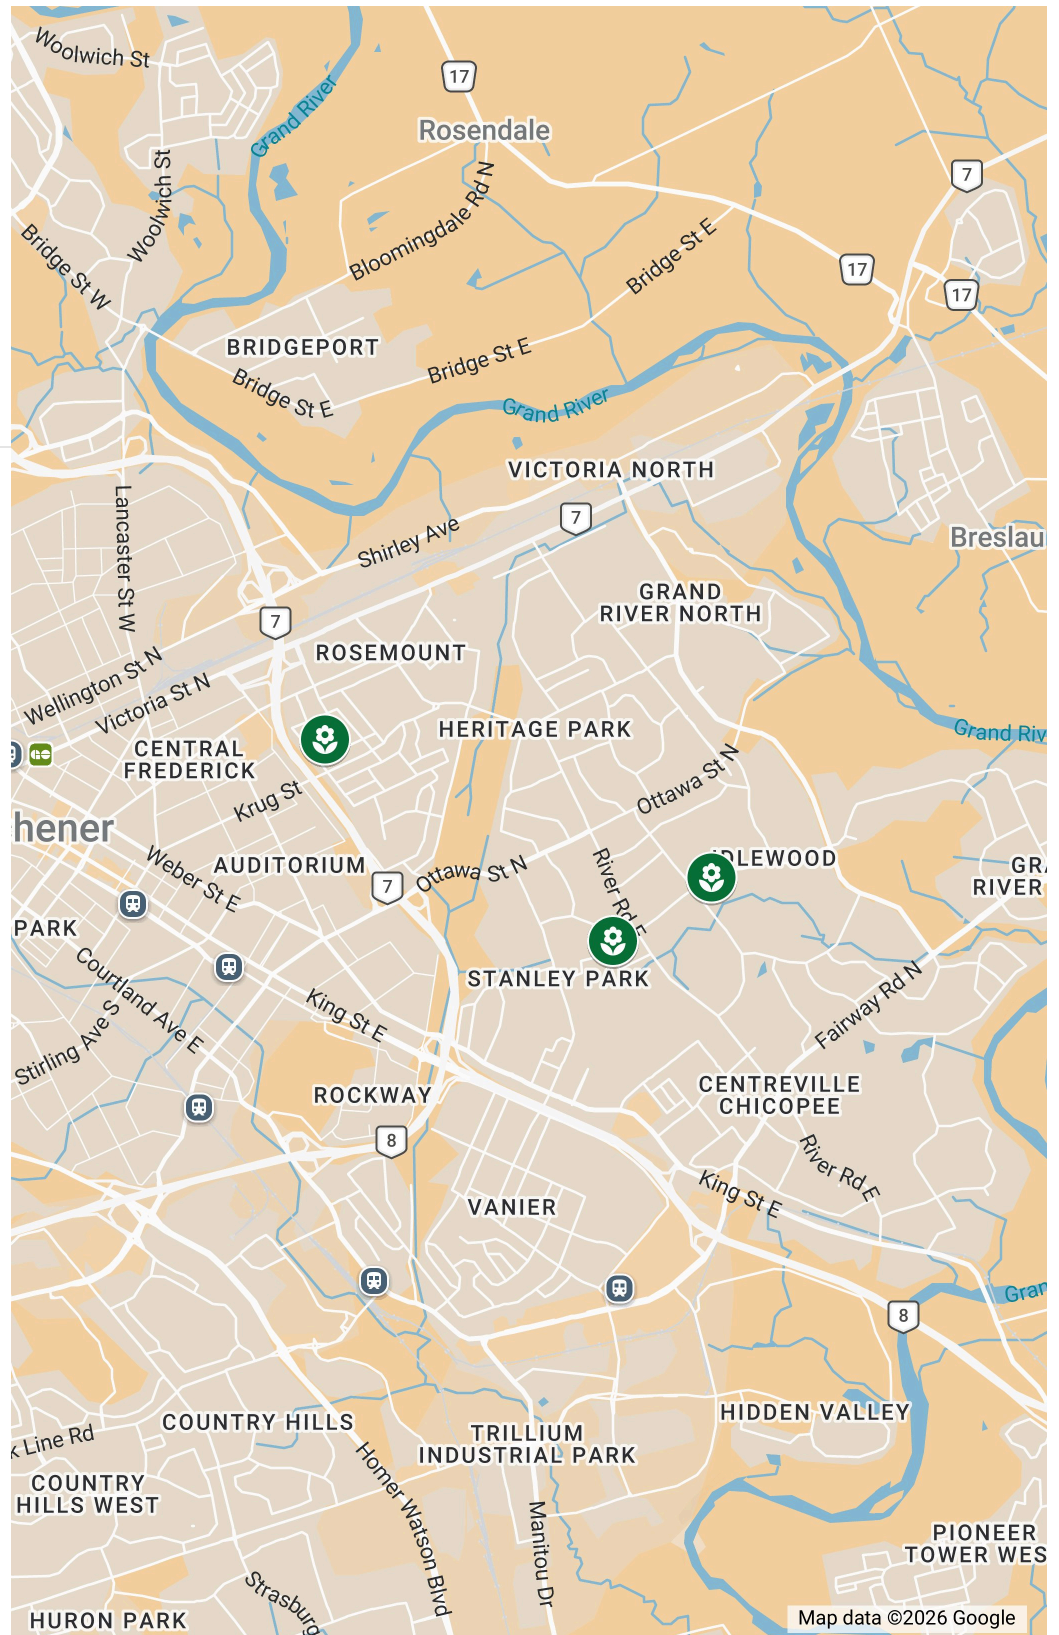 Woolwich St
Grand River
17
Rosendale
7
Woolwich St
Bloomingdale Rd N
Bridge St E
Bridge St W
17
17
BRIDGEPORT
Bridge St E
Bridge St E
Grand River
VICTORIA NORTH
Lancaster St W
7
Shirley Ave
Breslau
GRAND
RIVER NORTH
7
ROSEMOUNT
Wellington St N
Victoria St N
HERITAGE PARK
Grand Riv
CENTRAL
FREDERICK
Ottawa St N
Krug St
hener
AUDITORIUM
Weber St E
7
Ottawa St N
River Rd E
IDLEWOOD
GRA
RIVER
PARK
STANLEY PARK
Courtland Ave E
Stirling Ave S
King St E
Fairway Rd N
ROCKWAY
CENTREVILLE
CHICOPEE
8
River Rd E
VANIER
King St E
Gran
8
COUNTRY HILLS
HIDDEN VALLEY
k Line Rd
TRILLIUM
INDUSTRIAL PARK
COUNTRY
HILLS WEST
Homer Watson Blvd
Manitou Dr
PIONEER
TOWER WES
Strasburg
HURON PARK
Map data ©2026 Google